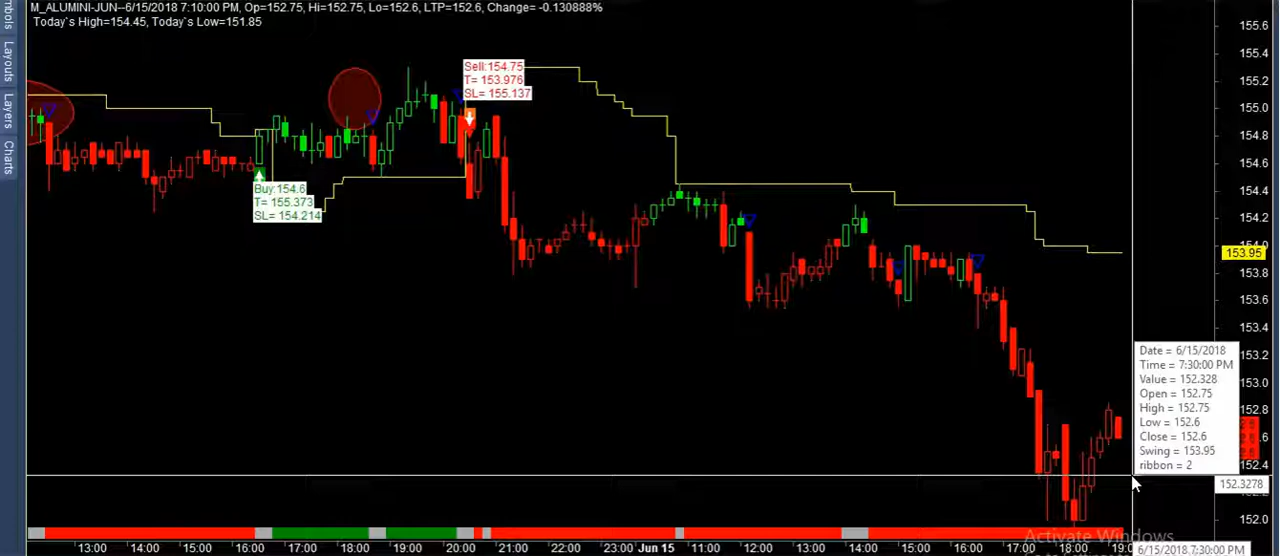 M_ALUMINI-JUN--6/15/2018 7:10:00 PM, Op=152.75, Hi=152.75, Lo=152.6, LTP=152.6, Change= -0.130888%
Today`s High=154.45, Today`s Low=151.85
Layouts
Layers
Charts
Sell:154.75
T= 153.976
SL= 155.137
Buy:154.6
T= 155.373
SL= 154.214
155.6
155.4
155.2
155.0
154.8
154.6
154.4
154.2
154.0
153.95
153.8
153.6
153.4
153.2
153.0
152.8
152.4
152.3278
152.0
Date = 6/15/2018
Time = 7:30:00 PM
Value = 152.328
Open = 152.75
High = 152.75
Low = 152.6
Close = 152.6
Swing = 153.95
ribbon = 2
Activate Windows
13:00 14:00 15:00 16:00 17:00 18:00 19:00 20:00 21:00 22:00 23:00 Jun 15 11:00 12:00 13:00 14:00 15:00 16:00 17:00 18:00 19:00
6/15/2018 7:30:00 PM